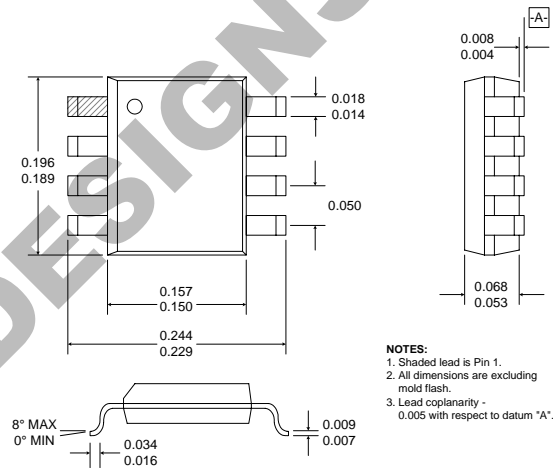 -A-
0.008
0.004
0.018
0.014
0.196
0.189
0.050
0.157
0.150
0.068
0.053
0.244
0.229
NOTES:
1. Shaded lead is Pin 1.
2. All dimensions are excluding
mold flash.
3. Lead coplanarity -
0.005 with respect to datum "A".
8° MAX
0° MIN
0.009
0.007
0.034
0.016
DESIGNS